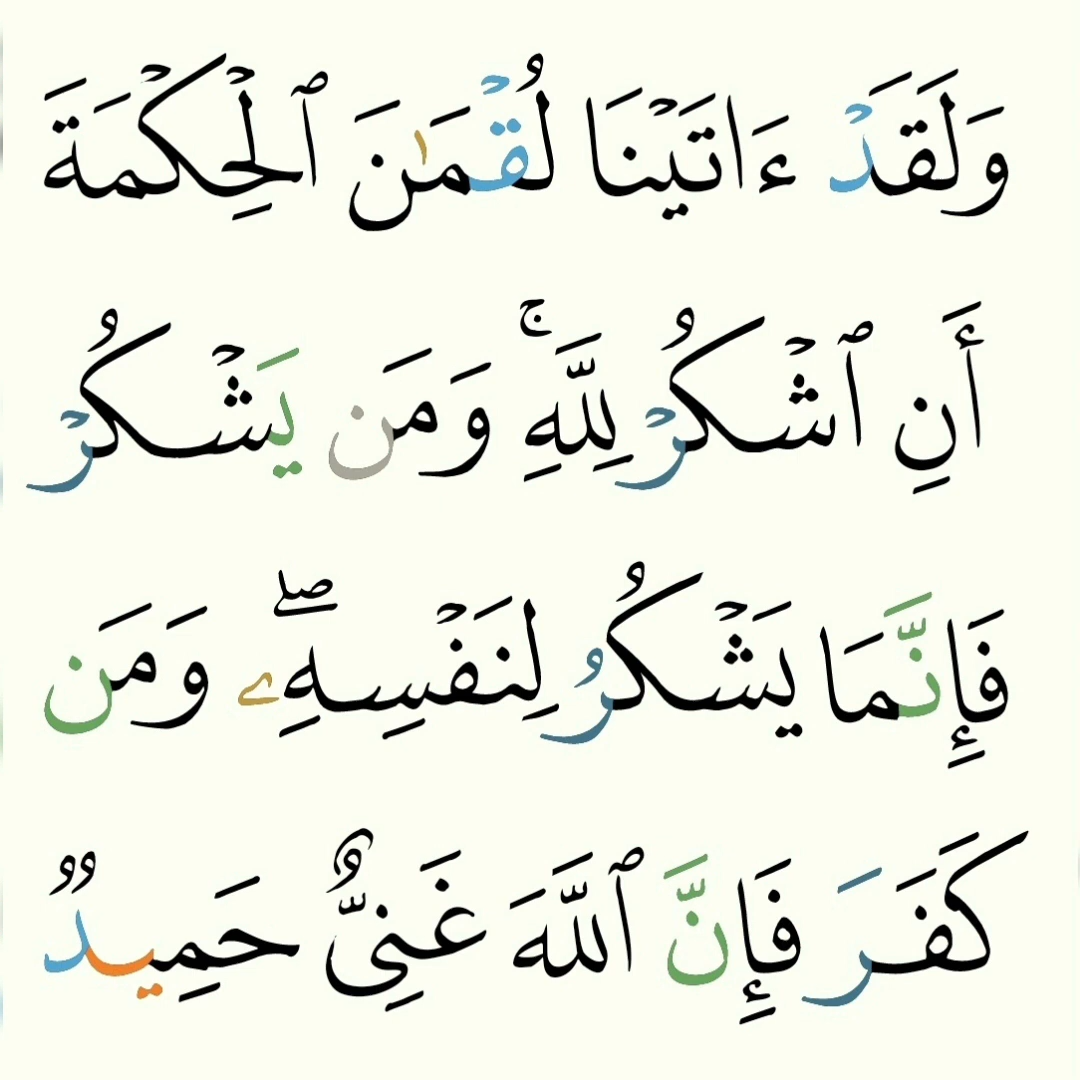 وَلَقَدۡ ءَاتَيۡنَا لُقۡمَٰنَ ٱلۡحِكۡمَةَ
أَنِ ٱشۡكُرۡ لِلَّهِۚ وَمَن يَشۡكُرۡ
فَإِنَّمَا يَشۡكُرُ لِنَفۡسِهِۦۖ وَمَن
كَفَرَ فَإِنَّ ٱللَّهَ غَنِيٌّ حَمِيدٞ